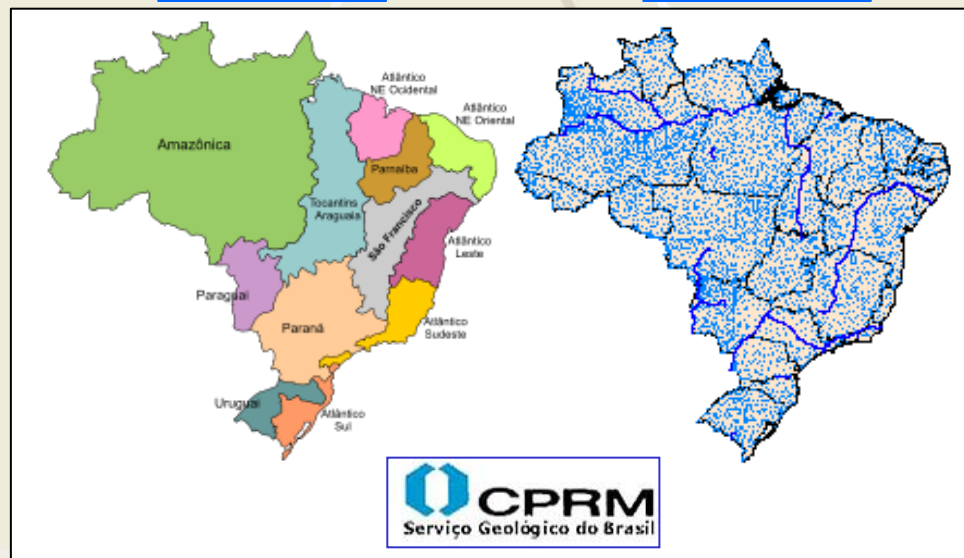 Atlântico
NE Ocidental
Atlântico
NE Oriental
Amazônica
Parnaíba
Tocantins
Araguaia
São Francisco
Atlântico
Leste
Paraguai
Paraná
Atlântico
Sudeste
Uruguai
Atlântico
Sul
CPRM
Serviço Geológico do Brasil